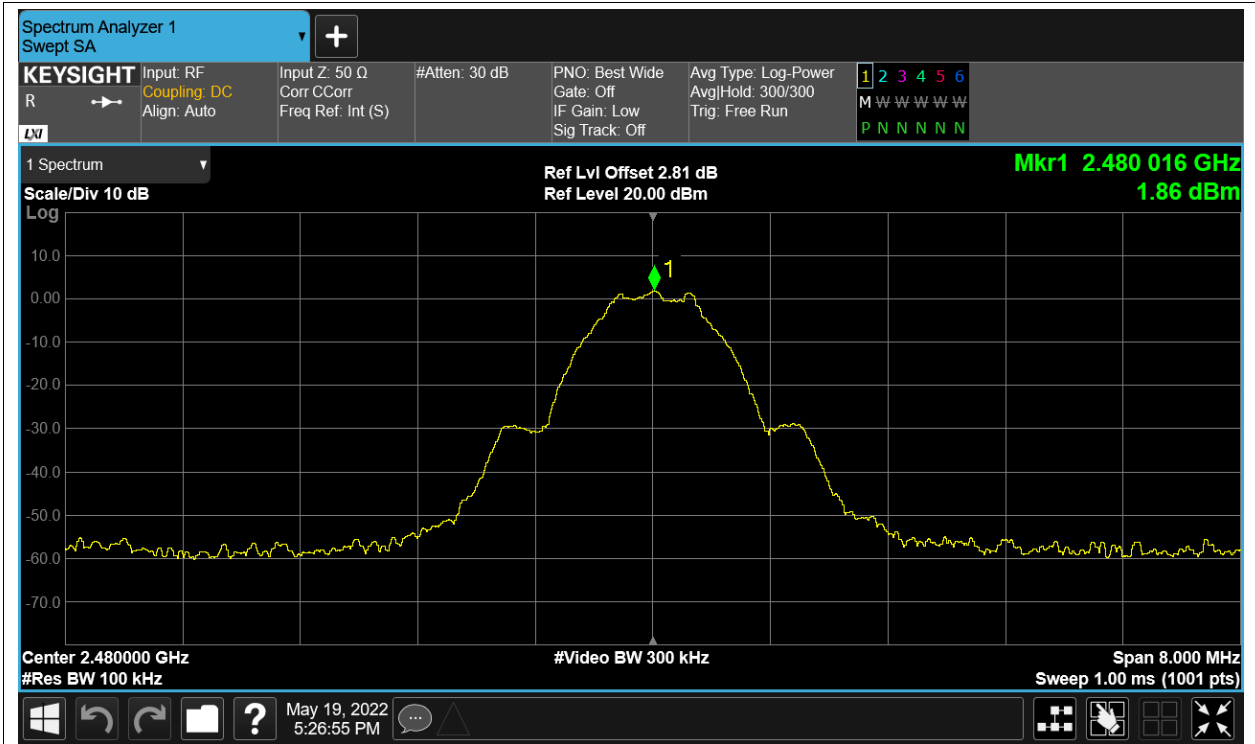 Spectrum Analyzer 1
Swept SA
KEYSIGHT
R
LXI
Input: RF
Coupling: DC
Align: Auto
Input Z: 50 Ω
Corr CCorr
Freq Ref: Int (S)
#Atten: 30 dB
PNO: Best Wide
Gate: Off
IF Gain: Low
Sig Track: Off
Avg Type: Log-Power
Avg|Hold: 300/300
Trig: Free Run
1 2 3 4 5 6
M W W W W W
P N N N N N
1 Spectrum
Scale/Div 10 dB
Ref Lvl Offset 2.81 dB
Ref Level 20.00 dBm
Mkr1 2.480 016 GHz
1.86 dBm
Log
10.0
0.00
-10.0
-20.0
-30.0
-40.0
-50.0
-60.0
-70.0
1
Center 2.480000 GHz
#Video BW 300 kHz
Span 8.000 MHz
#Res BW 100 kHz
Sweep 1.00 ms (1001 pts)
?
May 19, 2022
5:26:55 PM